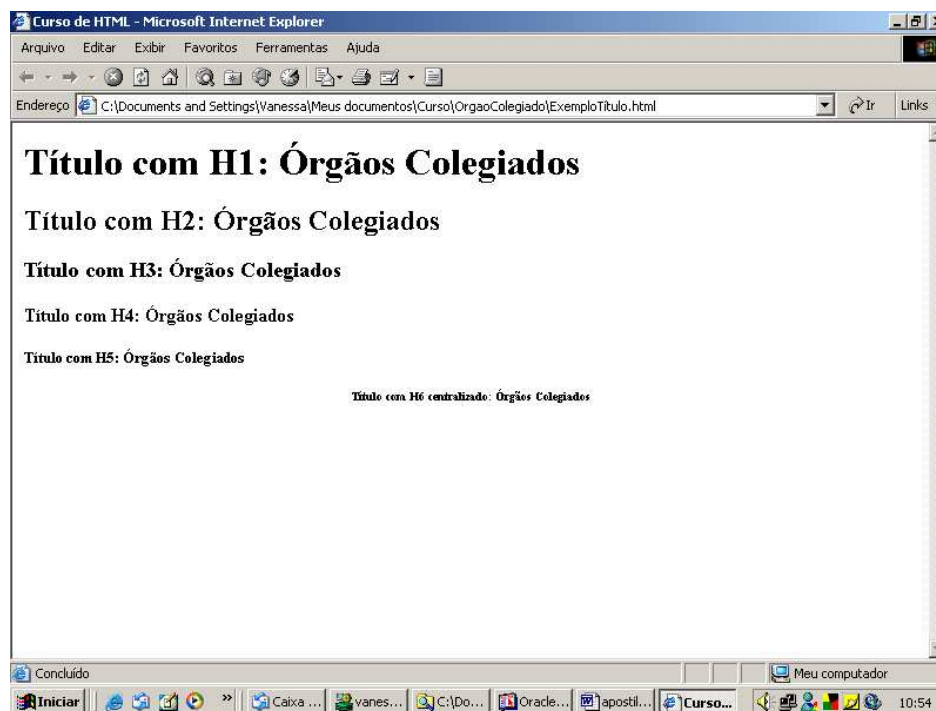 Curso de HTML - Microsoft Internet Explorer
Arquivo Editar Exibir Favoritos Ferramentas Ajuda
Endereço C:\Documents and Settings\Vanessa\Meus documentos\Curso\OrgaoColegiado\ExemploTítulo.html Ir Links
Título com H1: Órgãos Colegiados
Título com H2: Órgãos Colegiados
Título com H3: Órgãos Colegiados
Título com H4: Órgãos Colegiados
Título com H5: Órgãos Colegiados
Título com H6 centralizado: Órgãos Colegiados
Concluído Meu computador
Iniciar » Caixa ... vanes... C:\Do... Oracle... apostil... Curso... 10:54